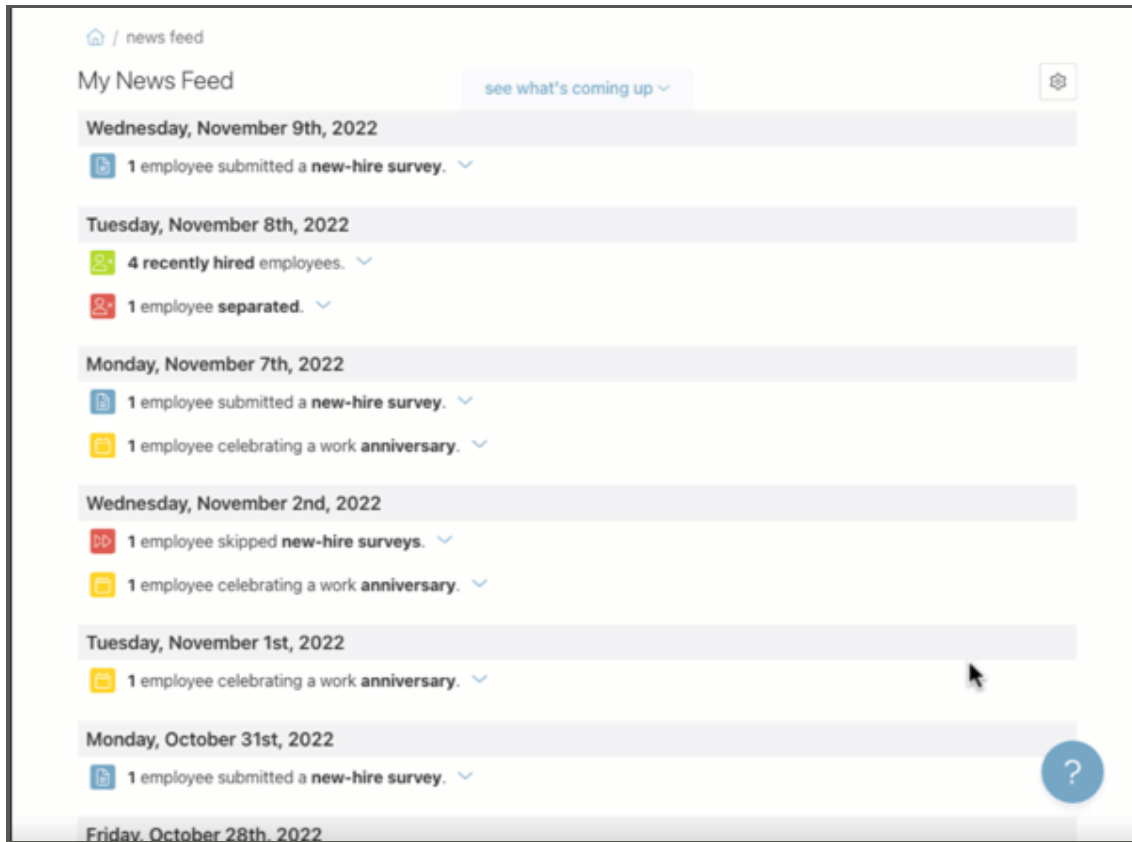 / news feed
My News Feed
see what's coming up
Wednesday, November 9th, 2022
1 employee submitted a new-hire survey.
Tuesday, November 8th, 2022
4 recently hired employees.
1 employee separated.
Monday, November 7th, 2022
1 employee submitted a new-hire survey.
1 employee celebrating a work anniversary.
Wednesday, November 2nd, 2022
1 employee skipped new-hire surveys.
1 employee celebrating a work anniversary.
Tuesday, November 1st, 2022
1 employee celebrating a work anniversary.
Monday, October 31st, 2022
1 employee submitted a new-hire survey.
?
Friday, October 28th, 2022